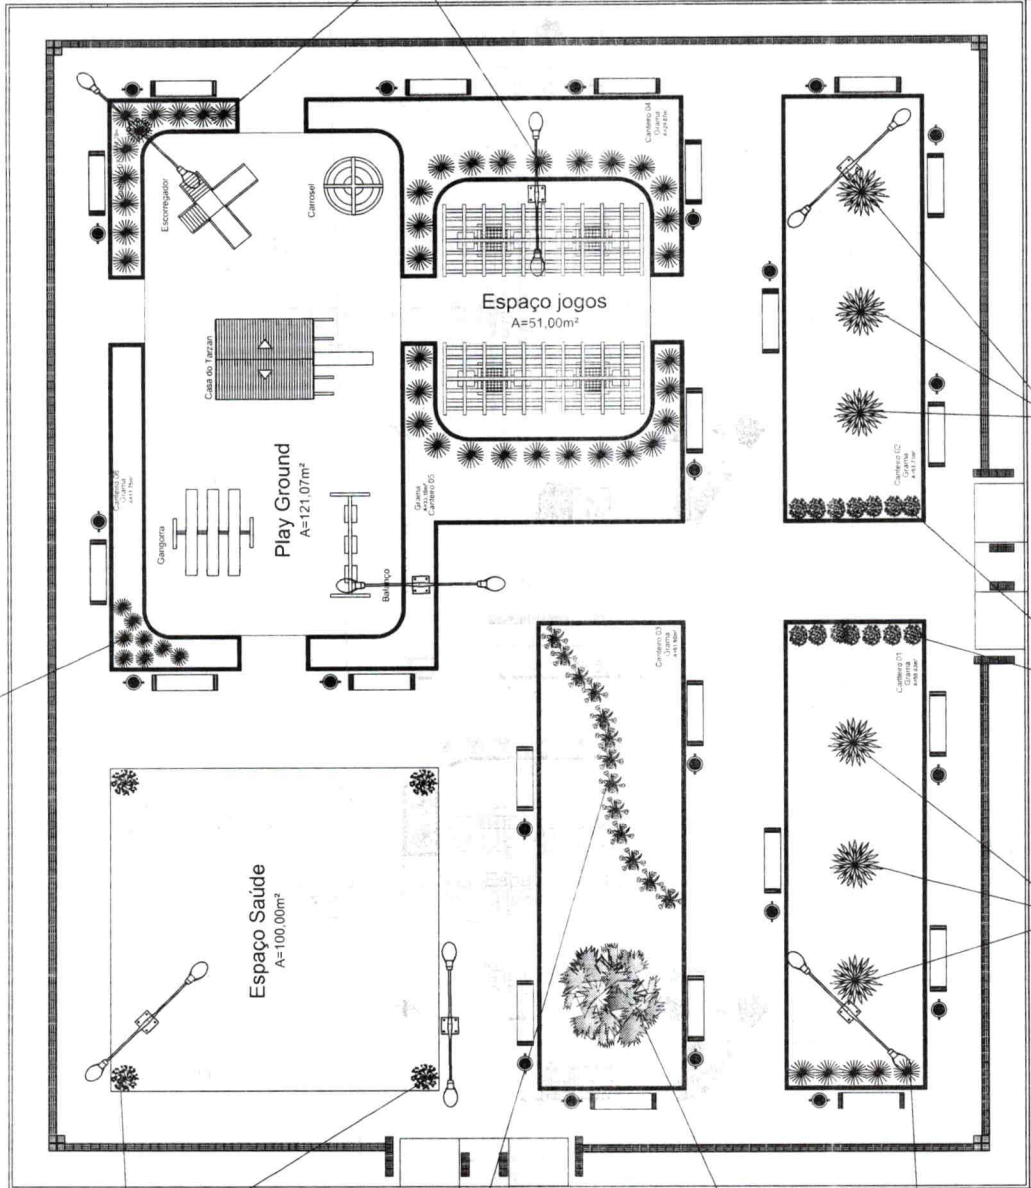 Canteiro 04
Grama
Escorregador
Carrosel
Espaço jogos
A=51,00m²
Casa do Tarzan
Canteiro 02
Grama
Canteiro 06
Grama
Gangorra
Play Ground
A=121,07m²
Balanço
Grama
Canteiro 05
Canteiro 03
Grama
Canteiro 01
Grama
Espaço Saúde
A=100,00m²